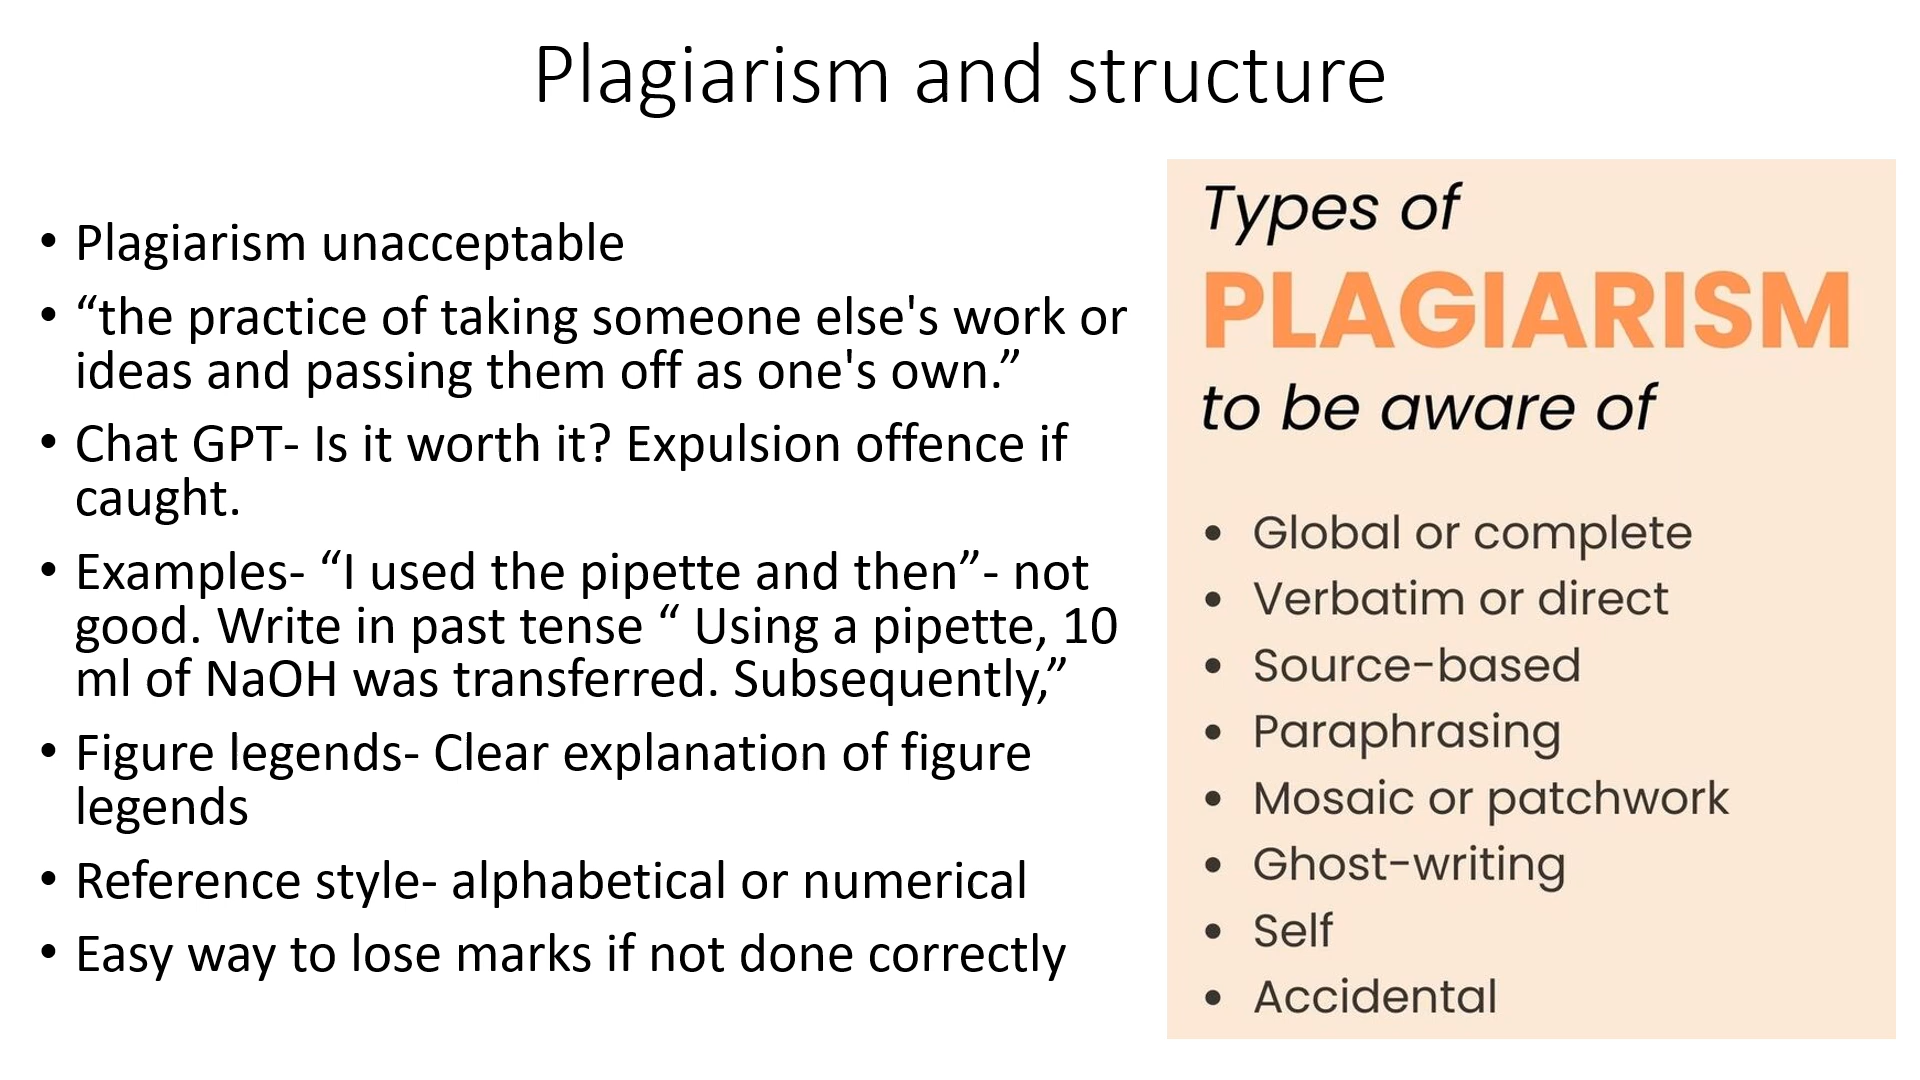 Plagiarism and structure
• Plagiarism unacceptable
• “the practice of taking someone else's work or
ideas and passing them off as one's own.”
• Chat GPT- Is it worth it? Expulsion offence if
caught.
• Examples- “I used the pipette and then”- not
good. Write in past tense “ Using a pipette, 10
ml of NaOH was transferred. Subsequently,”
• Figure legends- Clear explanation of figure
legends
• Reference style- alphabetical or numerical
• Easy way to lose marks if not done correctly
Types of
PLAGIARISM
to be aware of
• Global or complete
• Verbatim or direct
• Source-based
• Paraphrasing
• Mosaic or patchwork
• Ghost-writing
• Self
• Accidental